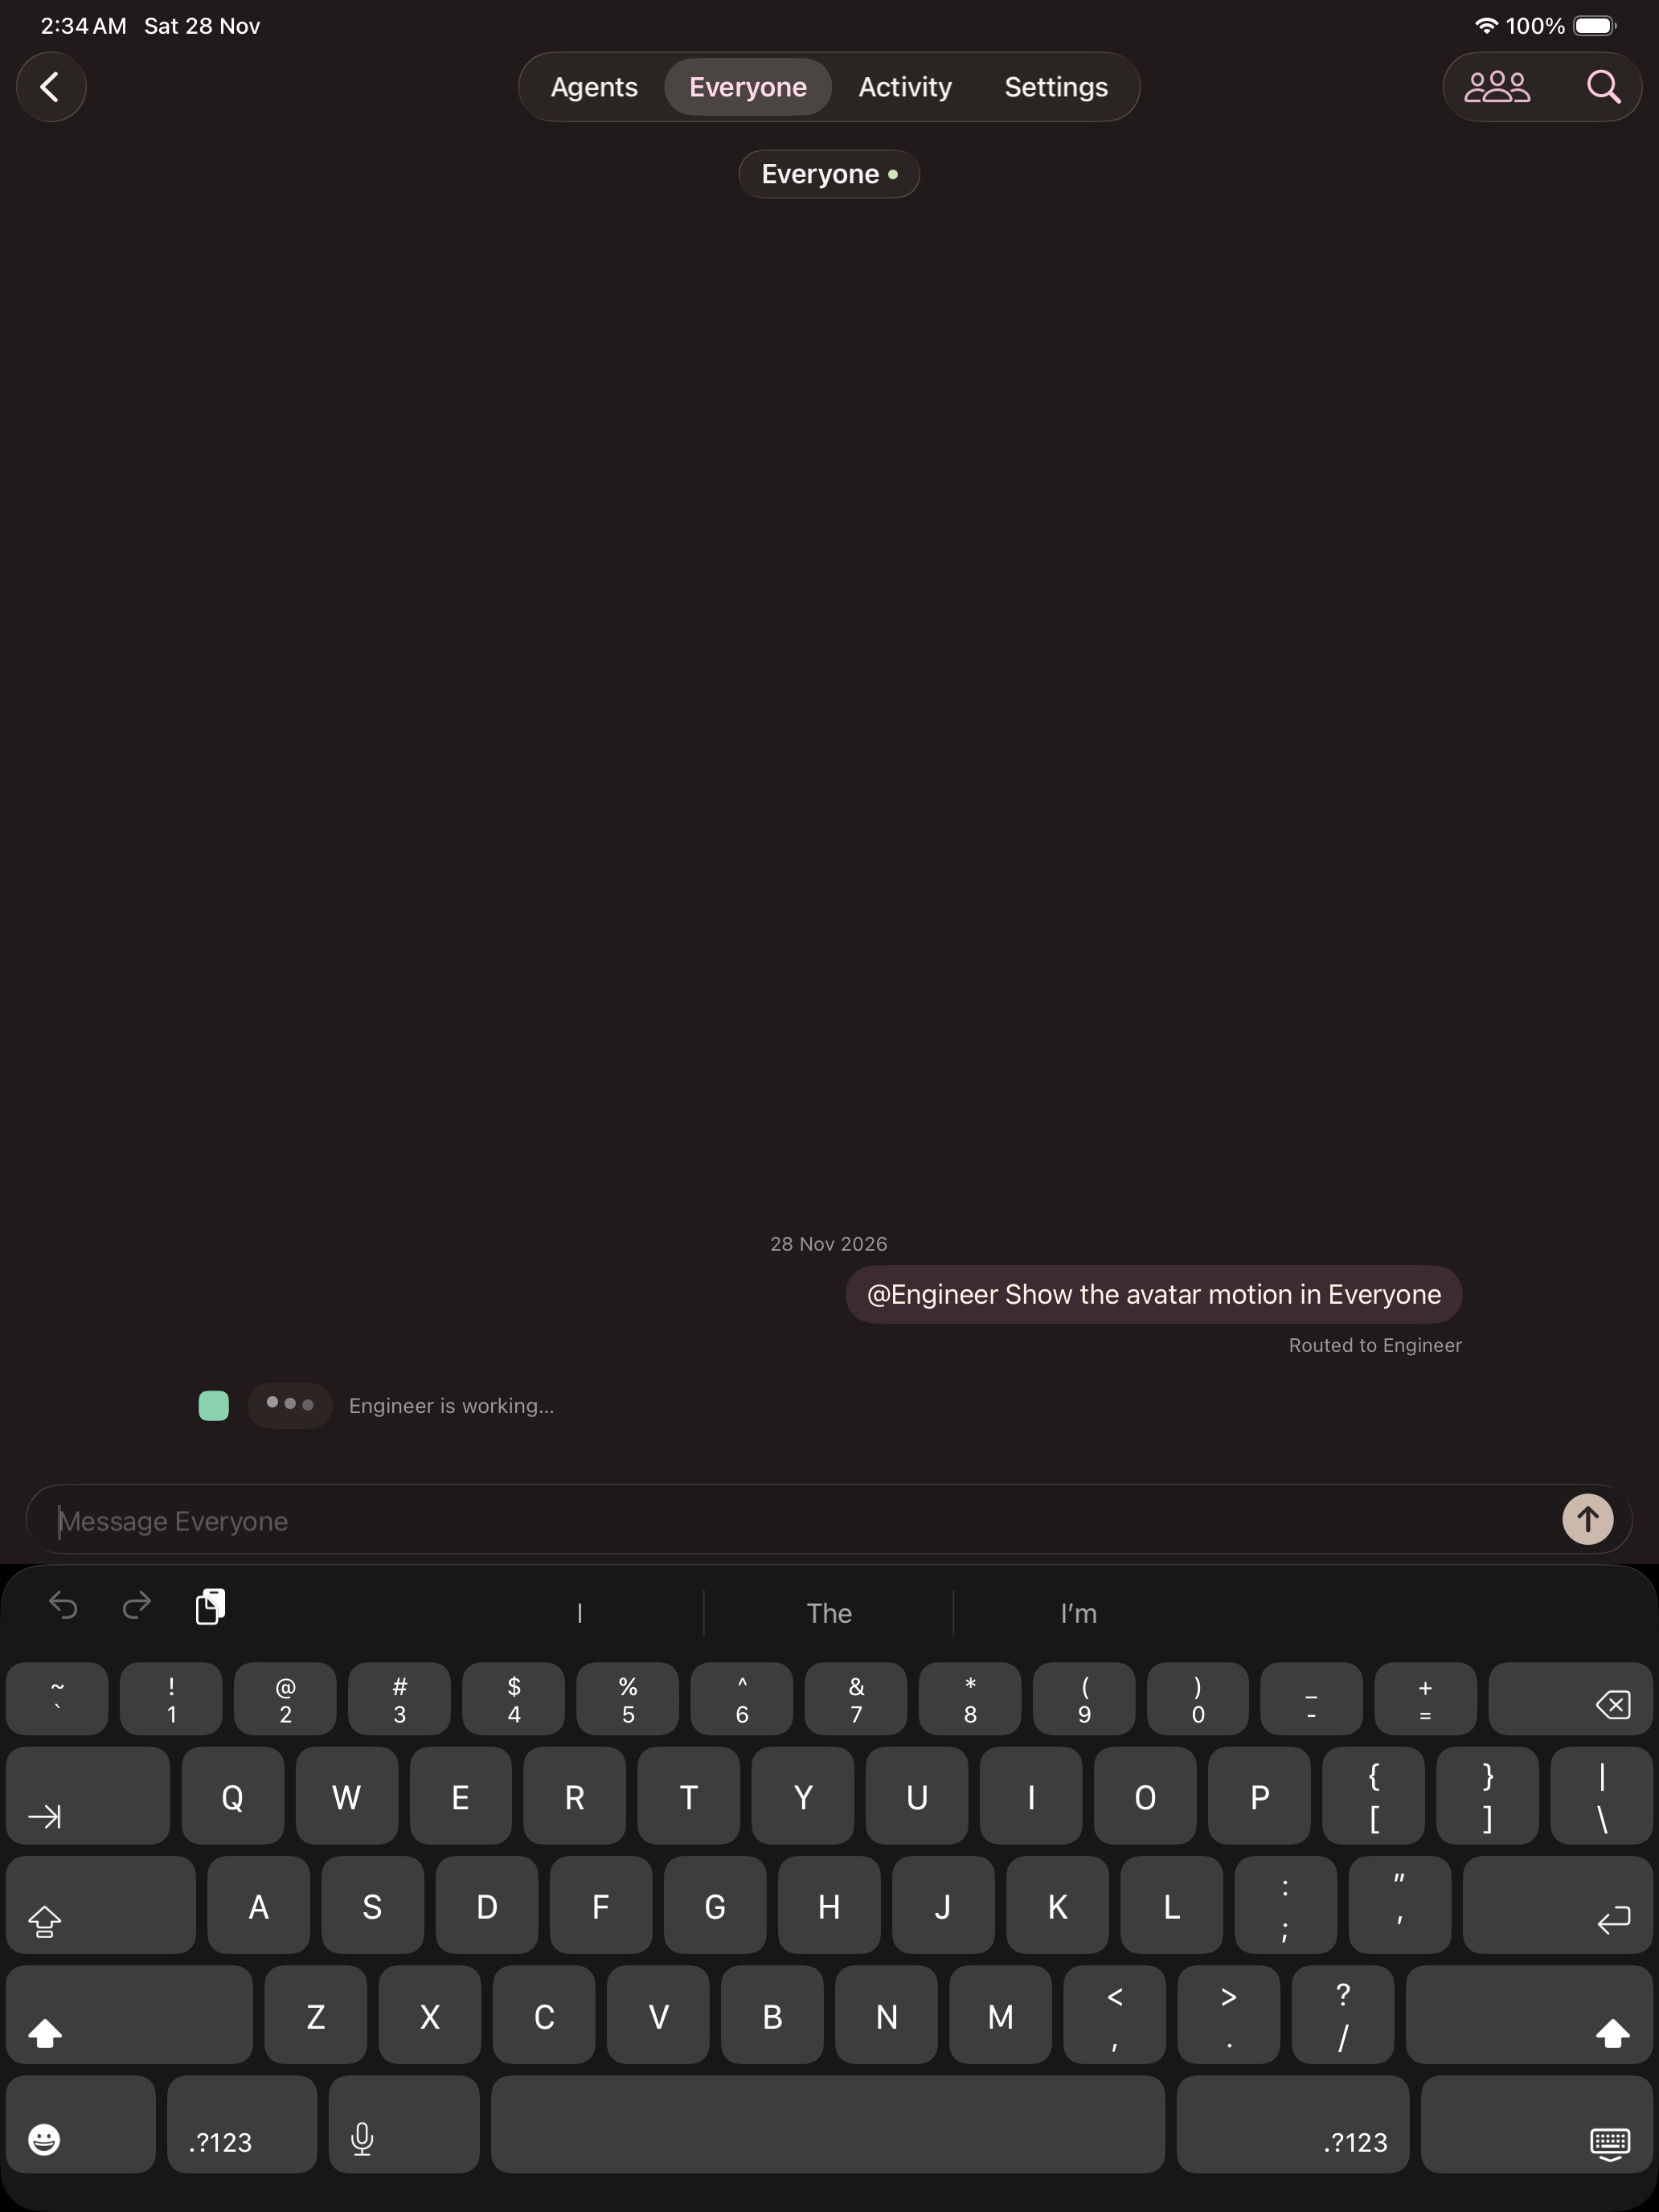 2:34 AM Sat 28 Nov 100%
Agents Everyone Activity Settings
Everyone
28 Nov 2026
@Engineer Show the avatar motion in Everyone
Routed to Engineer
Engineer is working...
Message Everyone
I The I'm
~ ! @ # $ % ^ & * ( ) _ +
` 1 2 3 4 5 6 7 8 9 0 - =
Q W E R T Y U I O P { } |
[ ] \
A S D F G H J K L : "
; '
Z X C V B N M < > ?
, . /
.?123 .?123